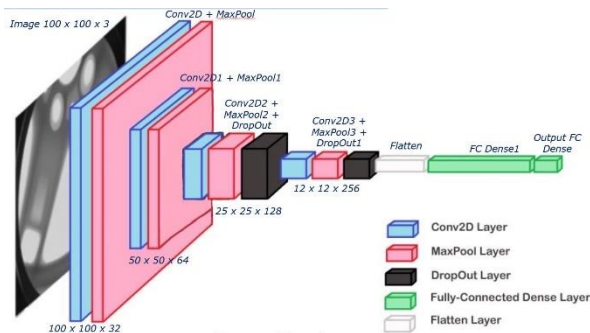 Image 100 x 100 x 3
Conv2D + MaxPool
Conv2D1 + MaxPool1
Conv2D2 +
MaxPool2 +
DropOut
Conv2D3 +
MaxPool3 +
DropOut1
Flatten
FC Dense1
Output FC
Dense
12 x 12 x 256
25 x 25 x 128
50 x 50 x 64
100 x 100 x 32
Conv2D Layer
MaxPool Layer
DropOut Layer
Fully-Connected Dense Layer
Flatten Layer